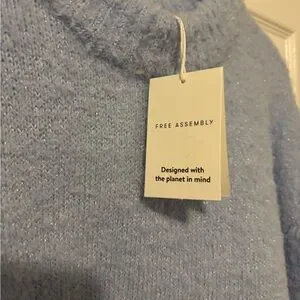 FREE ASSEMBLY
Designed with
the planet in mind